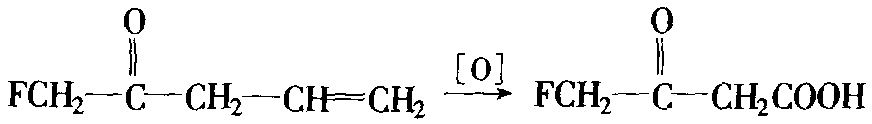 O O
FCH₂—C—CH₂—CH=CH₂ [O] → FCH₂—C—CH₂COOH